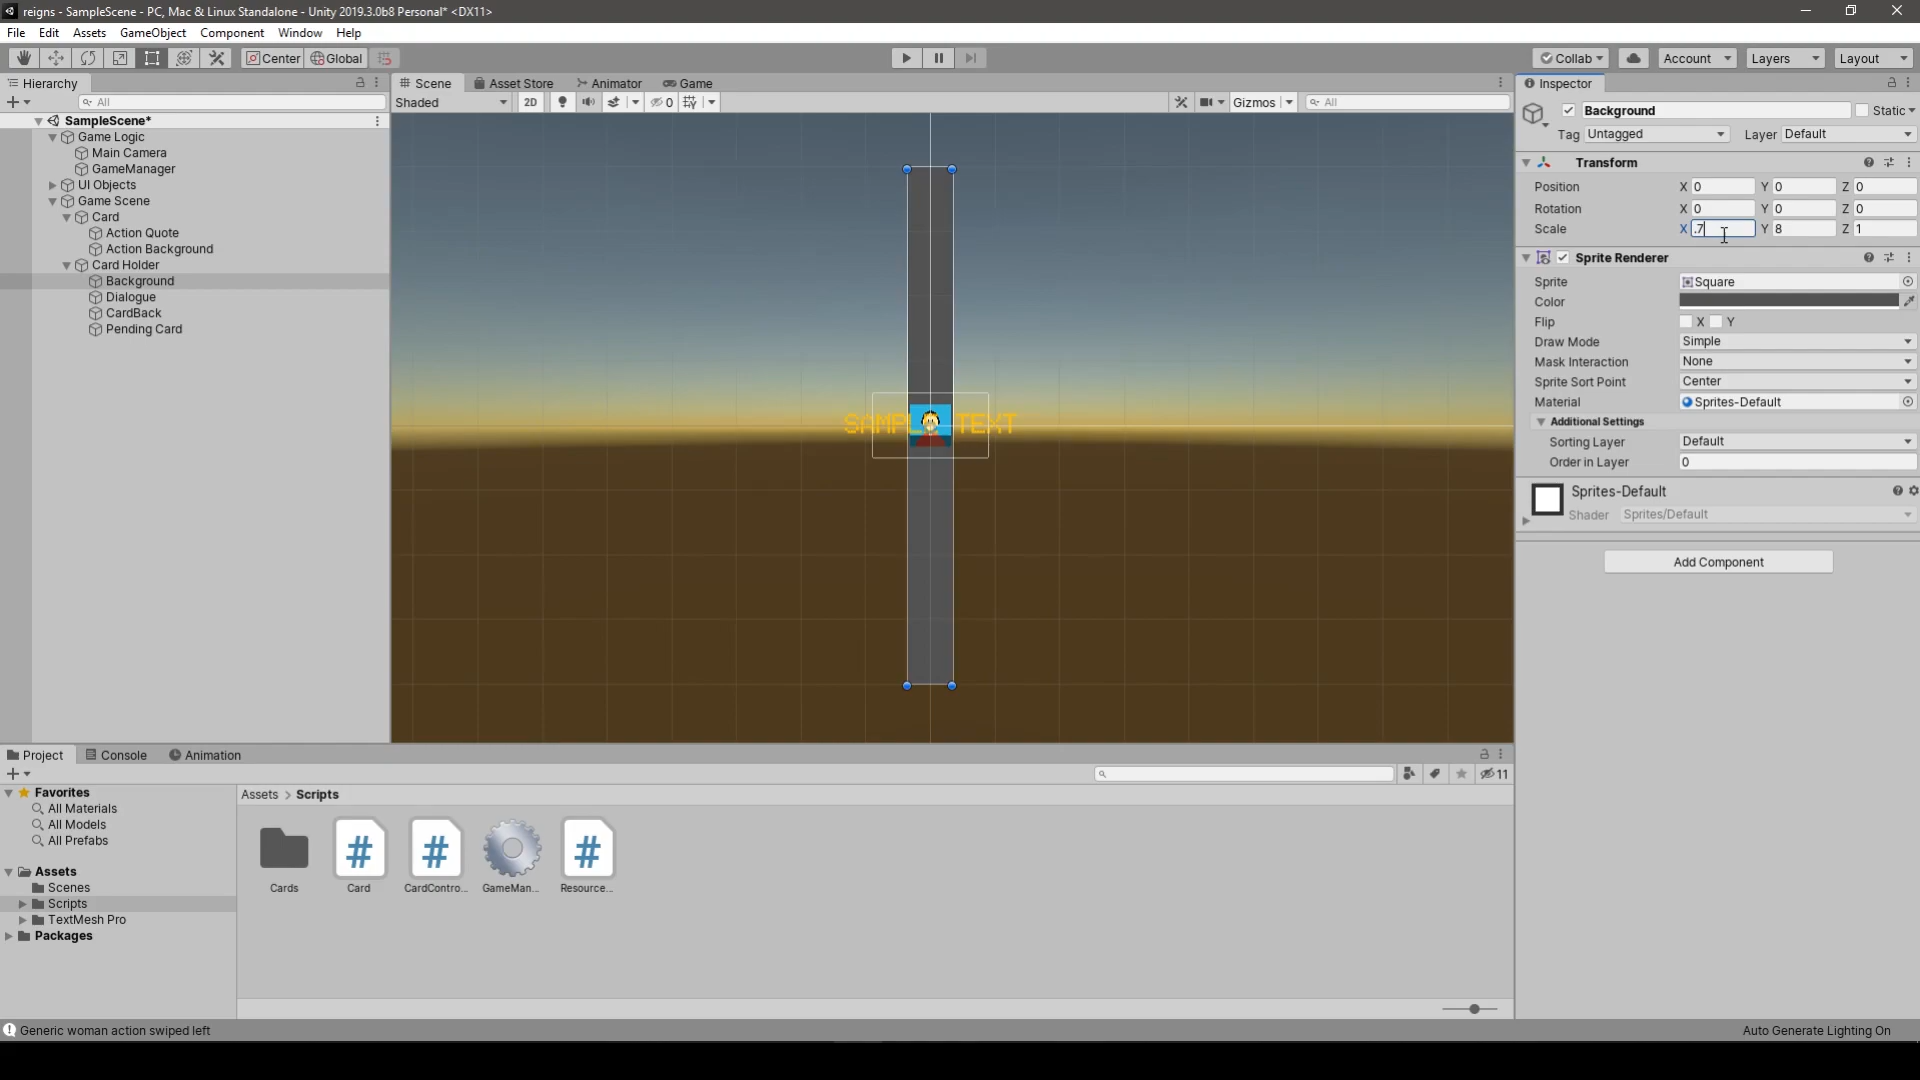 reigns - SampleScene - PC, Mac & Linux Standalone - Unity 2019.3.0b8 Personal* <DX11>
File Edit Assets GameObject Component Window Help
Center Global Collab Account Layers Layout
Hierarchy
All
SampleScene*
Game Logic
Main Camera
GameManager
UI Objects
Game Scene
Card
Action Quote
Action Background
Card Holder
Background
Dialogue
CardBack
Pending Card
Scene Asset Store Animator Game
Shaded 2D 0 Gizmos All
SAMPLE TEXT
Inspector
Background Static
Tag Untagged Layer Default
Transform
Position X 0 Y 0 Z 0
Rotation X 0 Y 0 Z 0
Scale X .7 Y 8 Z 1
Sprite Renderer
Sprite Square
Color
Flip X Y
Draw Mode Simple
Mask Interaction None
Sprite Sort Point Center
Material Sprites-Default
Additional Settings
Sorting Layer Default
Order in Layer 0
Sprites-Default
Shader Sprites/Default
Add Component
Project Console Animation
11
Favorites
All Materials
All Models
All Prefabs
Assets
Scenes
Scripts
TextMesh Pro
Packages
Assets > Scripts
Cards Card CardContro... GameMan... Resource...
Generic woman action swiped left
Auto Generate Lighting On